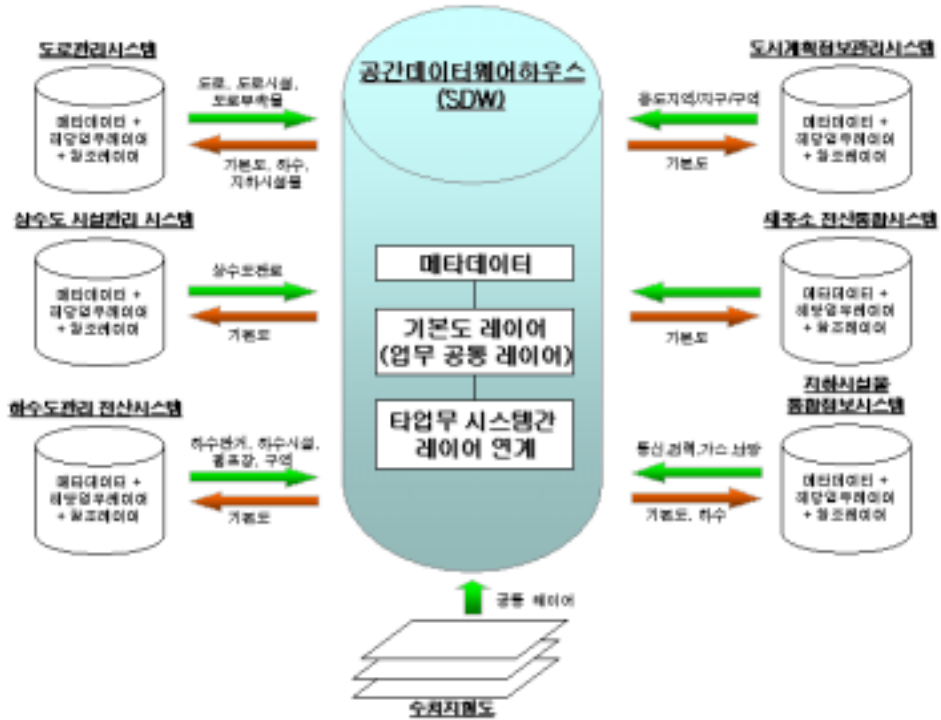 도로관리시스템
메타데이터 +
해당업무레이어
+ 참조레이어
도로, 도로시설,
도로부속물
기본도, 하수,
지하시설물
상수도 시설관리 시스템
메타데이터 +
해당업무레이어
+ 참조레이어
상수도관로
기본도
하수도관리 전산시스템
메타데이터 +
해당업무레이어
+ 참조레이어
하수관거, 하수시설,
펌프장, 구역
기본도
공간데이터웨어하우스
(SDW)
메타데이터
기본도 레이어
(업무 공통 레이어)
타업무 시스템간
레이어 연계
공통 레이어
수치지형도
도시계획정보관리시스템
용도지역/지구/구역
기본도
메타데이터 +
해당업무레이어
+ 참조레이어
새주소 전산통합시스템
기본도
메타데이터 +
해당업무레이어
+ 참조레이어
지하시설물
통합정보시스템
통신,전력,가스,난방
기본도, 하수
메타데이터 +
해당업무레이어
+ 참조레이어